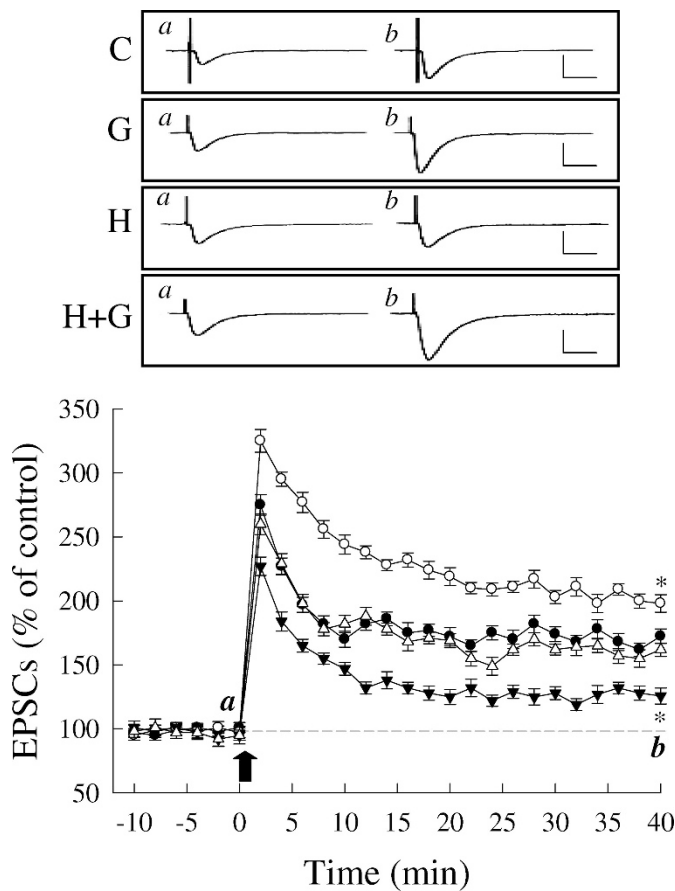 C a b
G a b
H a b
H+G a b
EPSCs (% of control)
350
300
250
200
150
100
50
a
*
*
b
-10 -5 0 5 10 15 20 25 30 35 40
Time (min)